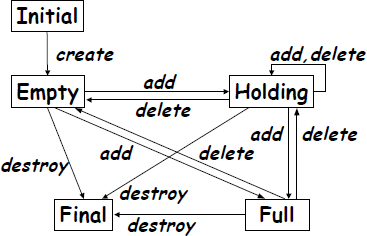 Initial
create
add, delete
Empty
add
Holding
delete
add
delete
add
delete
destroy
destroy
Final
destroy
Full